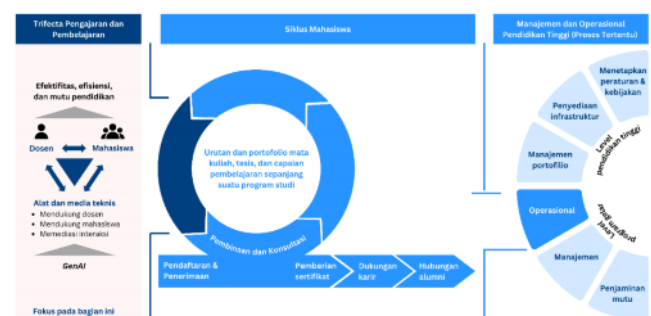 Trifecta Pengajaran dan
Pembelajaran
Efektifitas, efisiensi,
dan mutu pendidikan
Dosen
Mahasiswa
Alat dan media teknis
• Mendukung dosen
• Mendukung mahasiswa
• Memediasi interaksi
GenAI
Fokus pada bagian ini
Siklus Mahasiswa
Urutan dan portofolio mata
kuliah, tesis, dan capaian
pembelajaran sepanjang
suatu program studi
Pembinaan dan Konsultasi
Pendaftaran &
Penerimaan
Pemberian
sertifikat
Dukungan
karir
Hubungan
alumni
Manajemen dan Operasional
Pendidikan Tinggi (Proses Tertentu)
Menetapkan
peraturan &
kebijakan
Penyediaan
infrastruktur
Manajemen
portofilio
Level
pendidikan tinggi
Operasional
Level
program gelar
Manajemen
Penjaminan
mutu